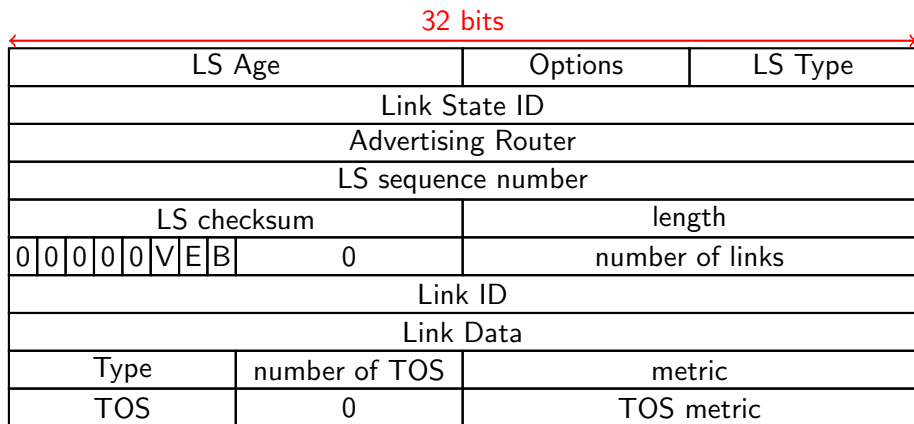 32 bits
LS Age Options LS Type
Link State ID
Advertising Router
LS sequence number
LS checksum length
0 0 0 0 0 V E B 0 number of links
Link ID
Link Data
Type number of TOS metric
TOS 0 TOS metric